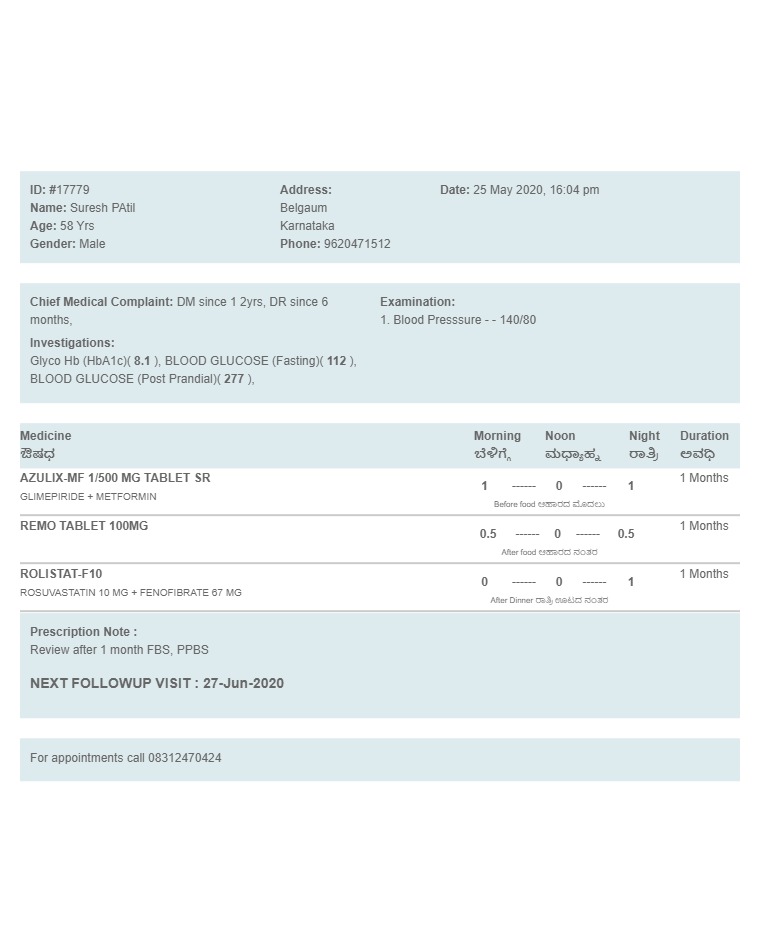 ID: #17779
Name: Suresh PAtil
Age: 58 Yrs
Gender: Male
Address:
Belgaum
Karnataka
Phone: 9620471512
Date: 25 May 2020, 16:04 pm
Chief Medical Complaint: DM since 1 2yrs, DR since 6
months,
Investigations:
Glyco Hb (HbA1c)( 8.1 ), BLOOD GLUCOSE (Fasting)( 112 ),
BLOOD GLUCOSE (Post Prandial)( 277 ),
Examination:
1. Blood Presssure - - 140/80
Medicine Morning Noon Night Duration
ಔಷಧ ಬೆಳಿಗ್ಗೆ ಮಧ್ಯಾಹ್ನ ರಾತ್ರಿ ಅವಧಿ
AZULIX-MF 1/500 MG TABLET SR 1 ------ 0 ------ 1 1 Months
GLIMEPIRIDE + METFORMIN
Before food ಆಹಾರದ ಮೊದಲು
REMO TABLET 100MG 0.5 ------ 0 ------ 0.5 1 Months
After food ಆಹಾರದ ನಂತರ
ROLISTAT-F10 0 ------ 0 ------ 1 1 Months
ROSUVASTATIN 10 MG + FENOFIBRATE 67 MG
After Dinner ರಾತ್ರಿ ಊಟದ ನಂತರ
Prescription Note :
Review after 1 month FBS, PPBS
NEXT FOLLOWUP VISIT : 27-Jun-2020
For appointments call 08312470424